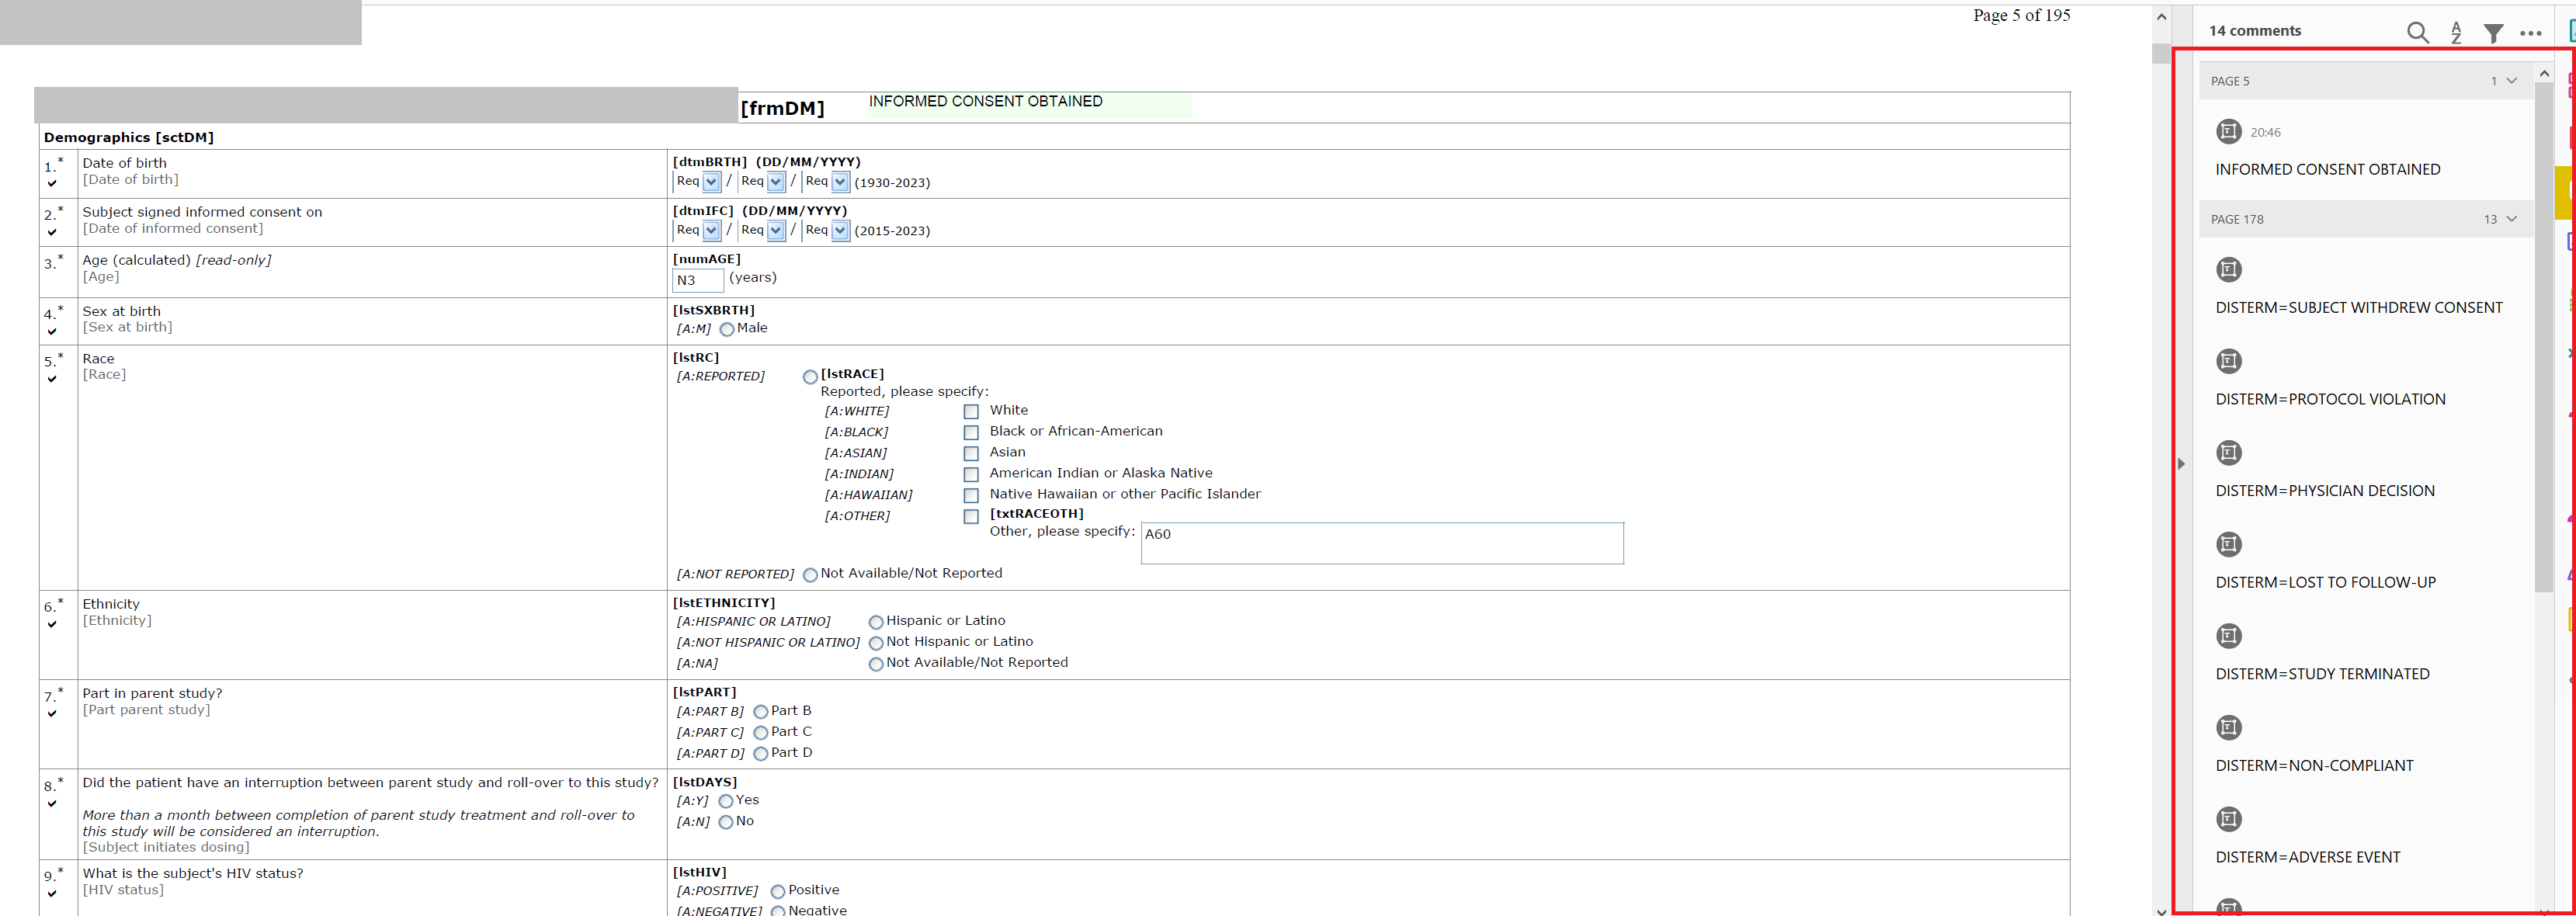 Page 5 of 195
[frmDM] INFORMED CONSENT OBTAINED
Demographics [sctDM]
1.* Date of birth [dtmBRTH] (DD/MM/YYYY)
[Date of birth] Req / Req / Req (1930-2023)
2.* Subject signed informed consent on [dtmIFC] (DD/MM/YYYY)
[Date of informed consent] Req / Req / Req (2015-2023)
3.* Age (calculated) [read-only] [numAGE]
[Age] N3 (years)
4.* Sex at birth [lstSXBRTH]
[Sex at birth] [A:M] Male
5.* Race [lstRC]
[Race] [A:REPORTED] [lstRACE]
Reported, please specify:
[A:WHITE] White
[A:BLACK] Black or African-American
[A:ASIAN] Asian
[A:INDIAN] American Indian or Alaska Native
[A:HAWAIIAN] Native Hawaiian or other Pacific Islander
[A:OTHER] [txtRACEOTH]
Other, please specify: A60
[A:NOT REPORTED] Not Available/Not Reported
6.* Ethnicity [lstETHNICITY]
[Ethnicity] [A:HISPANIC OR LATINO] Hispanic or Latino
[A:NOT HISPANIC OR LATINO] Not Hispanic or Latino
[A:NA] Not Available/Not Reported
7.* Part in parent study? [lstPART]
[Part parent study] [A:PART B] Part B
[A:PART C] Part C
[A:PART D] Part D
8.* Did the patient have an interruption between parent study and roll-over to this study? [lstDAYS]
[A:Y] Yes
More than a month between completion of parent study treatment and roll-over to [A:N] No
this study will be considered an interruption.
[Subject initiates dosing]
9.* What is the subject's HIV status? [lstHIV]
[HIV status] [A:POSITIVE] Positive
[A:NEGATIVE] Negative
14 comments
PAGE 5 1
20:46
INFORMED CONSENT OBTAINED
PAGE 178 13
DISTERM=SUBJECT WITHDREW CONSENT
DISTERM=PROTOCOL VIOLATION
DISTERM=PHYSICIAN DECISION
DISTERM=LOST TO FOLLOW-UP
DISTERM=STUDY TERMINATED
DISTERM=NON-COMPLIANT
DISTERM=ADVERSE EVENT